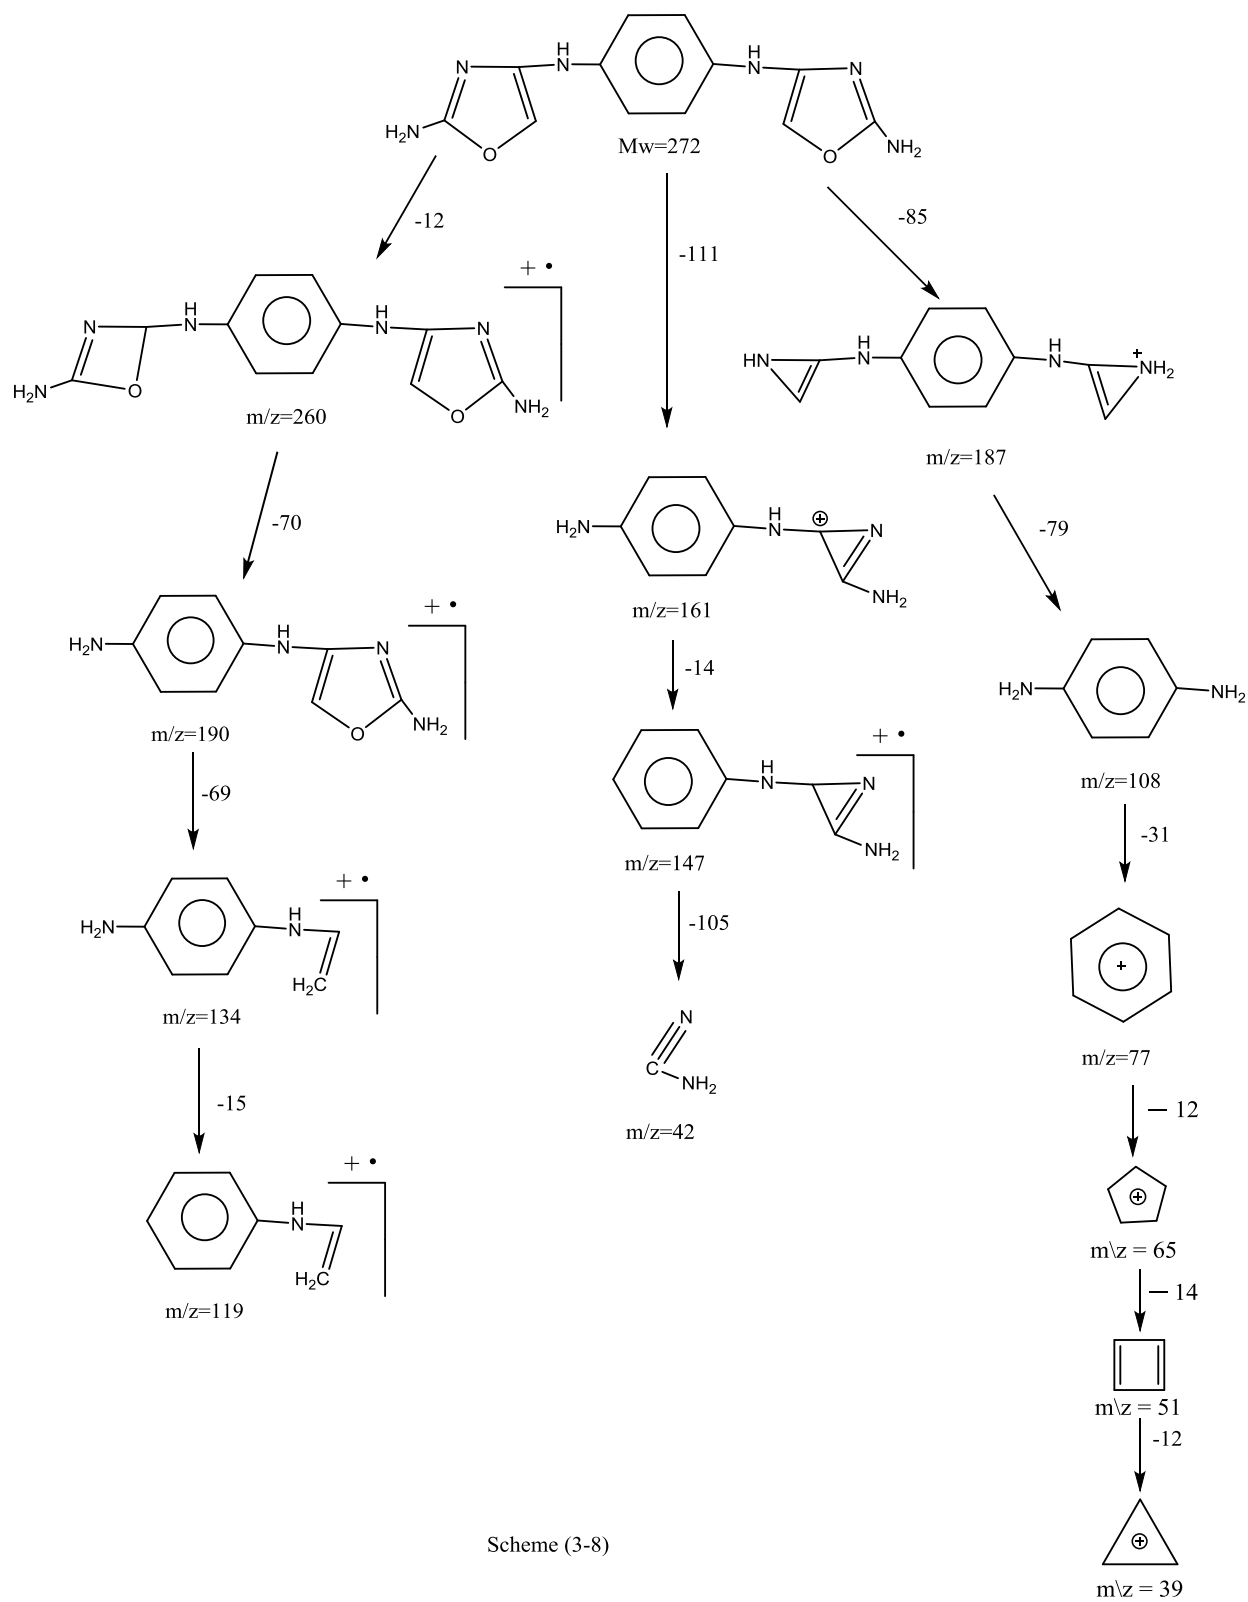 H
N
H
N
N
N
H₂N
O
Mw=272
O
NH₂
-12
-111
-85
+ •
H
N
H
N
N
N
H₂N
O
O
NH₂
m/z=260
HN
H
N
H
N
+
NH₂
m/z=187
-70
-79
H₂N
H
N
⊕
N
NH₂
m/z=161
+ •
H₂N
H
N
N
O
NH₂
m/z=190
-14
H₂N
NH₂
m/z=108
-69
+ •
H
N
N
NH₂
m/z=147
-31
+ •
H₂N
H
N
H₂C
m/z=134
-105
+
m/z=77
N
C
NH₂
m/z=42
-15
— 12
+ •
H
N
H₂C
m/z=119
⊕
m\z = 65
— 14
m\z = 51
-12
Scheme (3-8)
⊕
m\z = 39